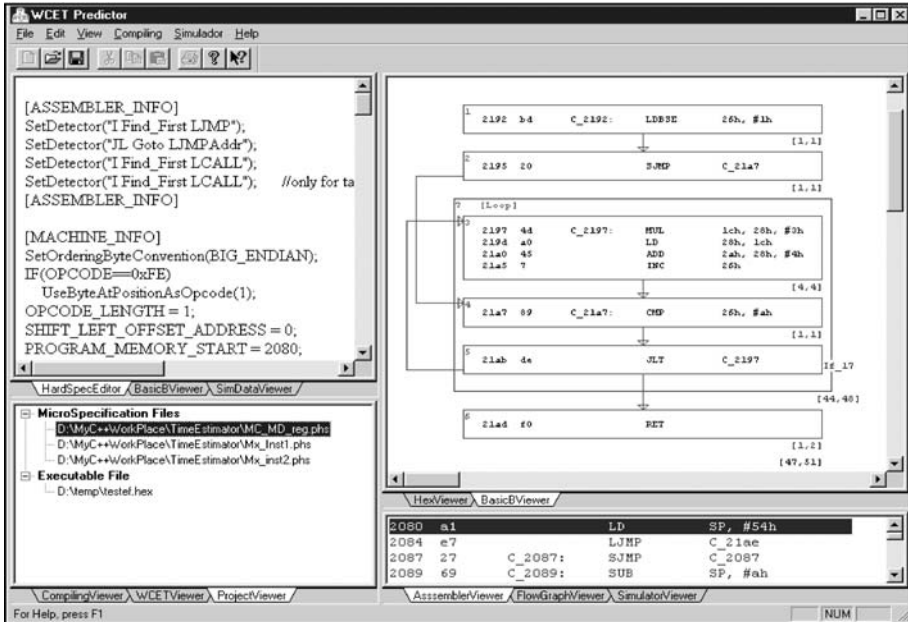 WCET Predictor
File Edit View Compiling Simulador Help
[ASSEMBLER_INFO]
SetDetector("I Find_First LJMP");
SetDetector("JL Goto LJMPAddr");
SetDetector("I Find_First LCALL");
SetDetector("I Find_First LCALL"); //only for ta
[ASSEMBLER_INFO]
[MACHINE_INFO]
SetOrderingByteConvention(BIG_ENDIAN);
IF(OPCODE==0xFE)
UseByteAtPositionAsOpcode(1);
OPCODE_LENGTH = 1;
SHIFT_LEFT_OFFSET_ADDRESS = 0;
PROGRAM_MEMORY_START = 2080;
HardSpecEditor BasicBViewer SimDataViewer
MicroSpecification Files
D:\MyC++WorkPlace\TimeEstimator\MC_MD_reg.phs
D:\MyC++WorkPlace\TimeEstimator\Mx_Inst1.phs
D:\MyC++WorkPlace\TimeEstimator\Mx_inst2.phs
Executable File
D:\temp\testef.hex
CompilingViewer WCETViewer ProjectViewer
1
2192 bd C_2192: LDBSE 26h, #1h
[1,1]
2
2195 20 SJMP C_21a7
[1,1]
7 [Loop]
3
2197 4d C_2197: MUL 1ch, 28h, #3h
219d a0 LD 28h, 1ch
21a0 45 ADD 2ah, 28h, #4h
21a5 7 INC 26h
[4,4]
4
21a7 89 C_21a7: CMP 26h, #ah
[1,1]
5
21ab de JLT C_2197
If_17
[44,48]
6
21ad f0 RET
[1,2]
[47,51]
HexViewer BasicBViewer
2080 a1 LD SP, #54h
2084 e7 LJMP C_21ae
2087 27 C_2087: SJMP C_2087
2089 69 C_2089: SUB SP, #ah
AsssemblerViewer FlowGraphViewer SimulatorViewer
For Help, press F1
NUM